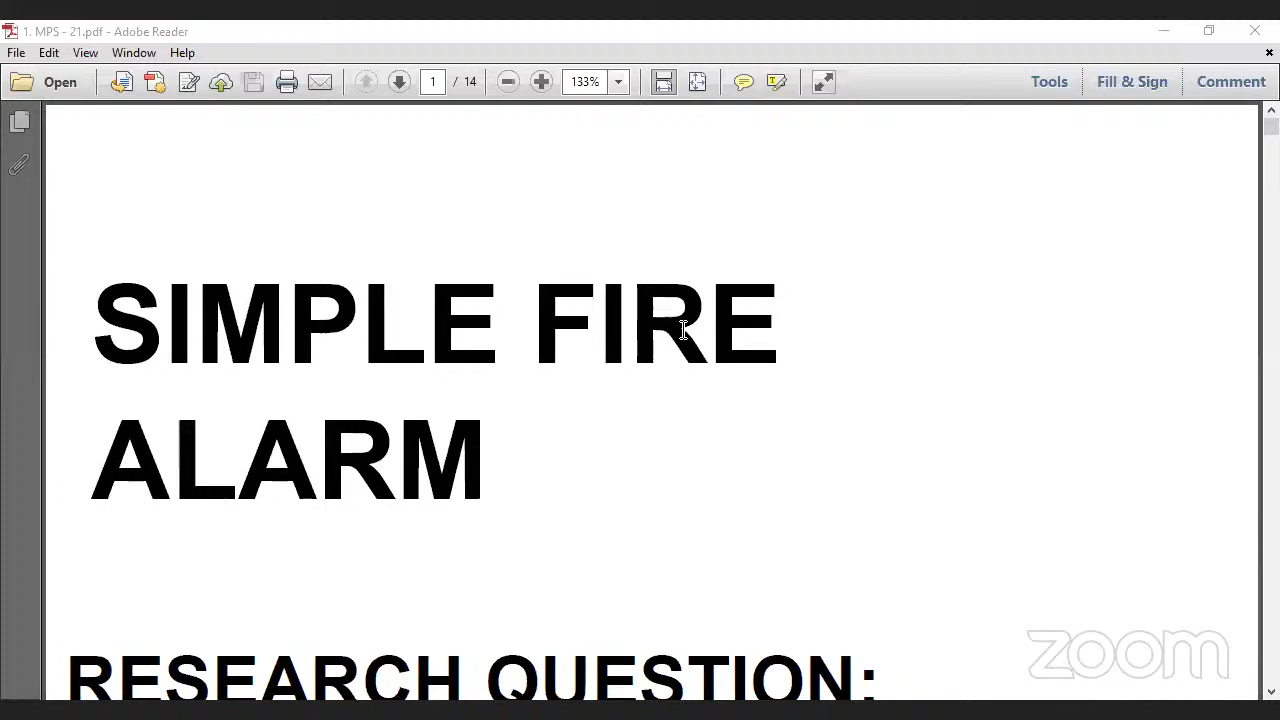 1. MPS - 21.pdf - Adobe Reader
File Edit View Window Help
Open 1 / 14 133% Tools Fill & Sign Comment
SIMPLE FIRE
ALARM
RESEARCH QUESTION:
zoom